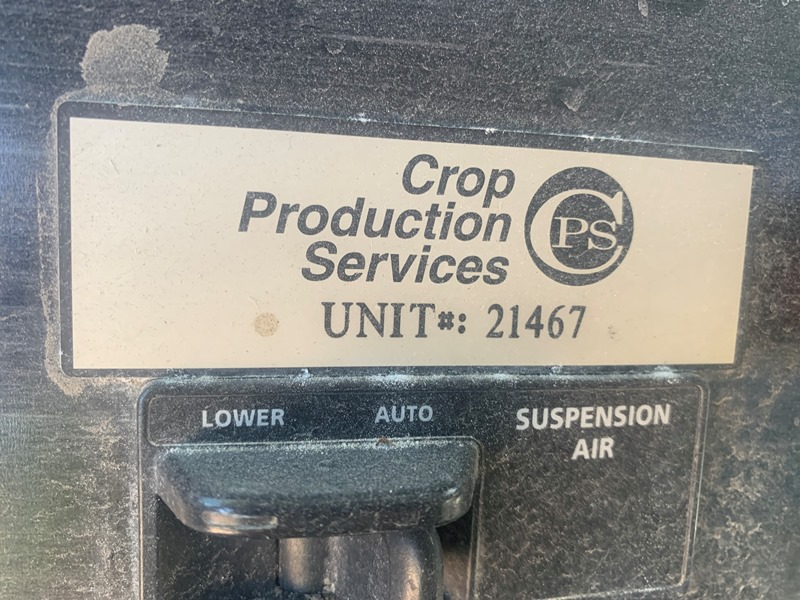 Crop
Production
Services
CPS
UNIT#: 21467
LOWER AUTO
SUSPENSION
AIR